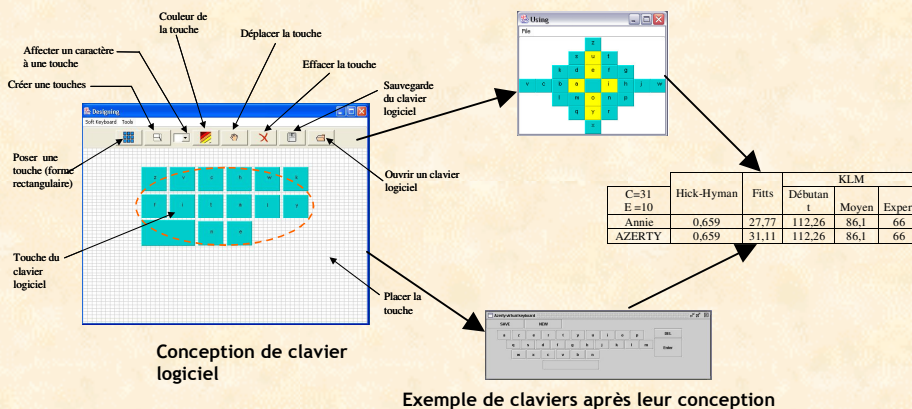 Couleur de
la touche
Déplacer la touche
Affecter un caractère
à une touche
Effacer la touche
Créer une touches
Sauvegarde
du clavier
logiciel
Designing
Soft Keyboard Tools
Poser une
touche (forme
rectangulaire)
Ouvrir un clavier
logiciel
Touche du
clavier
logiciel
Placer la
touche
Conception de clavier
logiciel
Using
File
z
s u t
k d e f g
v c b a i h j w
l m o n p
q y r
x
KLM
C=31
E =10
Hick-Hyman Fitts Débutan
t Moyen Exper
Annie 0,659 27,77 112,26 86,1 66
AZERTY 0,659 31,11 112,26 86,1 66
SAVE NEW
a z e r t y u i o p
q s d f g h j k l m
w x c v b n
Enter
Exemple de claviers après leur conception